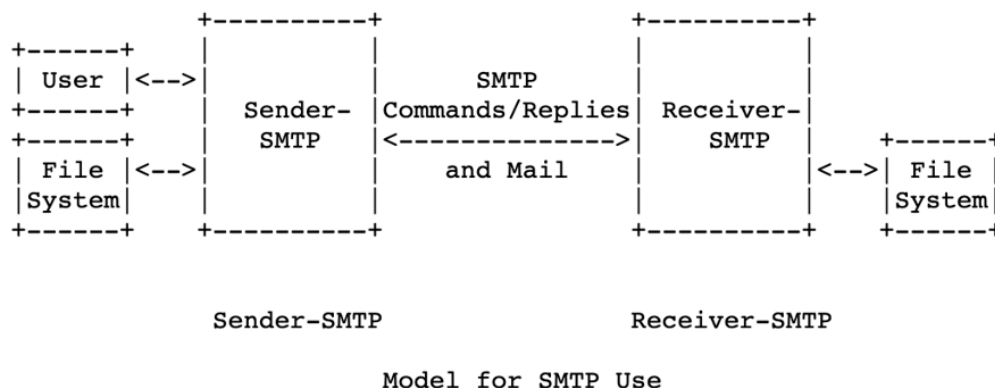 +----------+                +----------+
+------+    |          |                |          |
| User |<-->|          |      SMTP      |          |
+------+    |  Sender- |Commands/Replies| Receiver-|
+------+    |   SMTP   |<-------------->|    SMTP  |    +------+
| File |<-->|          |    and Mail    |          |<-->| File |
|System|    |          |                |          |    |System|
+------+    +----------+                +----------+    +------+
             Sender-SMTP                Receiver-SMTP
                        Model for SMTP Use